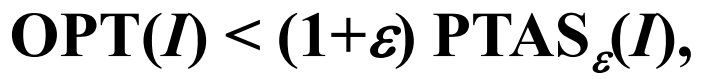 OPT(I) < (1+ε) PTASε(I),